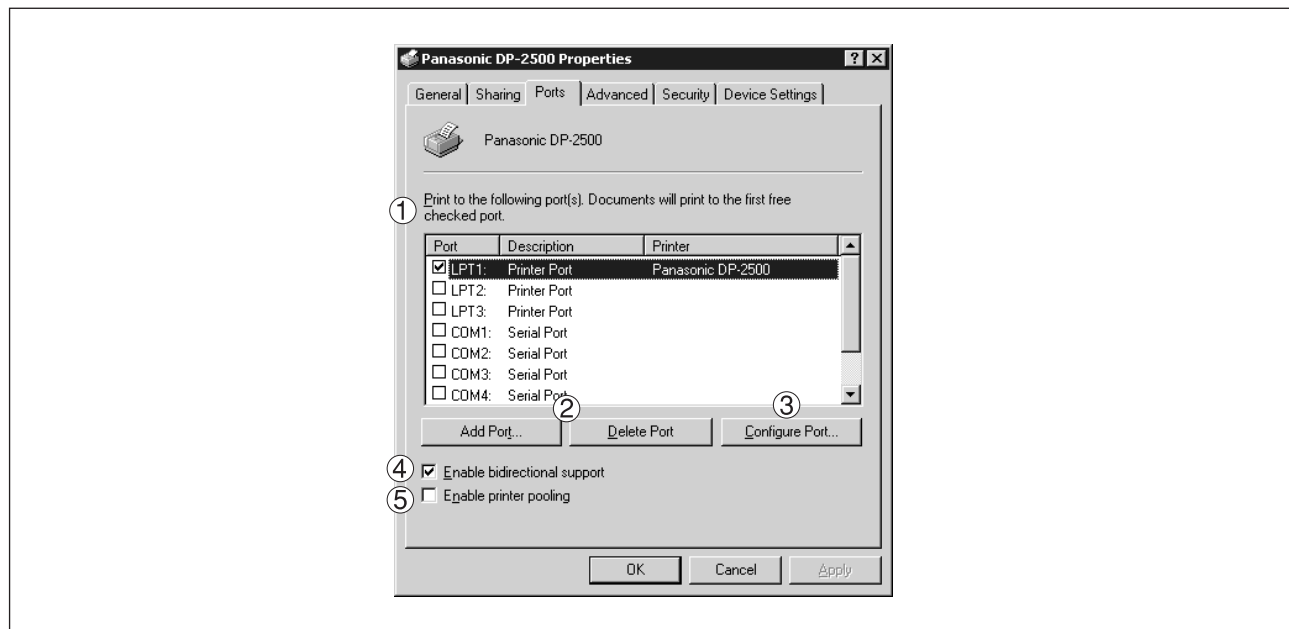 Panasonic DP-2500 Properties
General Sharing Ports Advanced Security Device Settings
Panasonic DP-2500
① Print to the following port(s). Documents will print to the first free
checked port.
Port Description Printer
LPT1: Printer Port Panasonic DP-2500
LPT2: Printer Port
LPT3: Printer Port
COM1: Serial Port
COM2: Serial Port
COM3: Serial Port
COM4: Serial Port
② ③
Add Port... Delete Port Configure Port...
④ Enable bidirectional support
⑤ Enable printer pooling
OK Cancel Apply